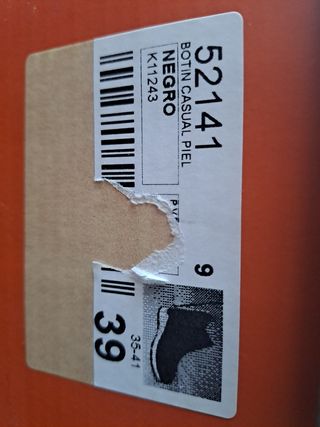 52141
BOTIN CASUAL PIEL
NEGRO
K11243
9
35-41
39